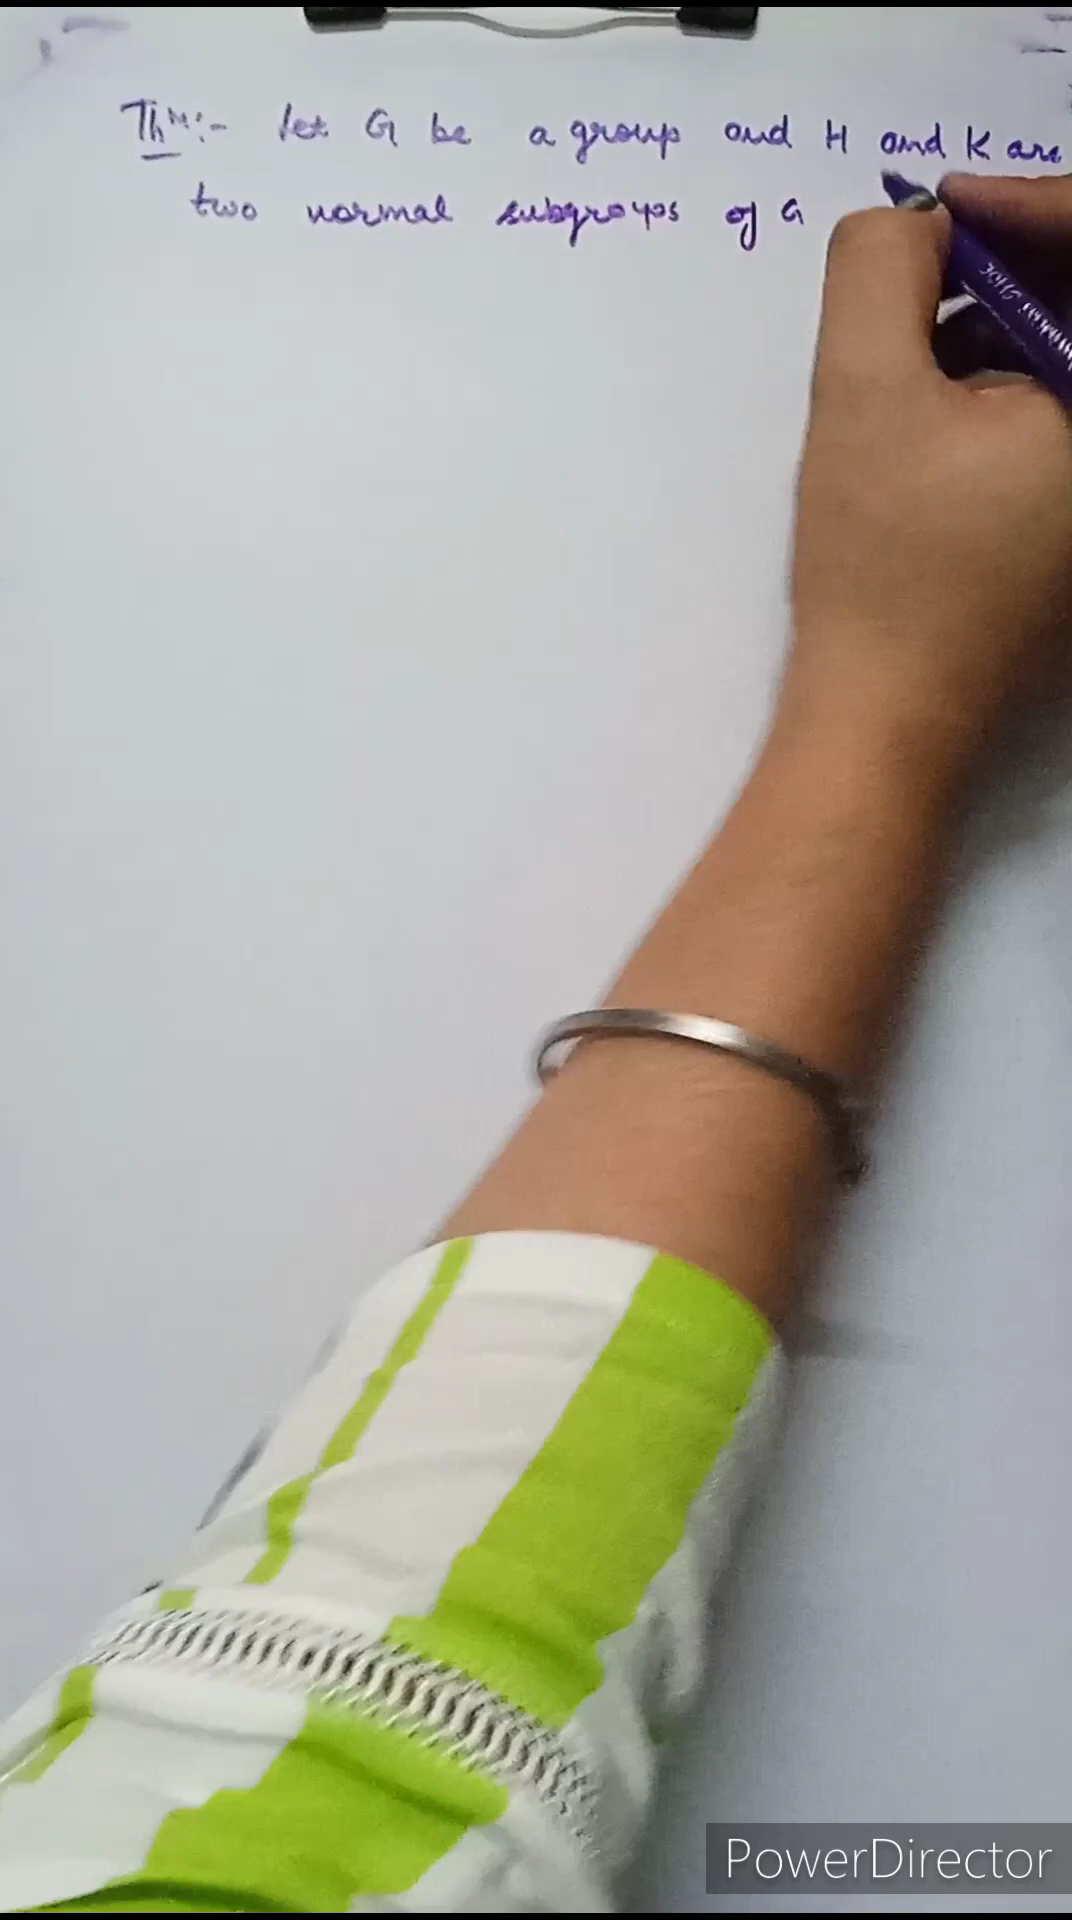 Thm:- let G be a group and H and K are
two normal subgroups of G
PowerDirector